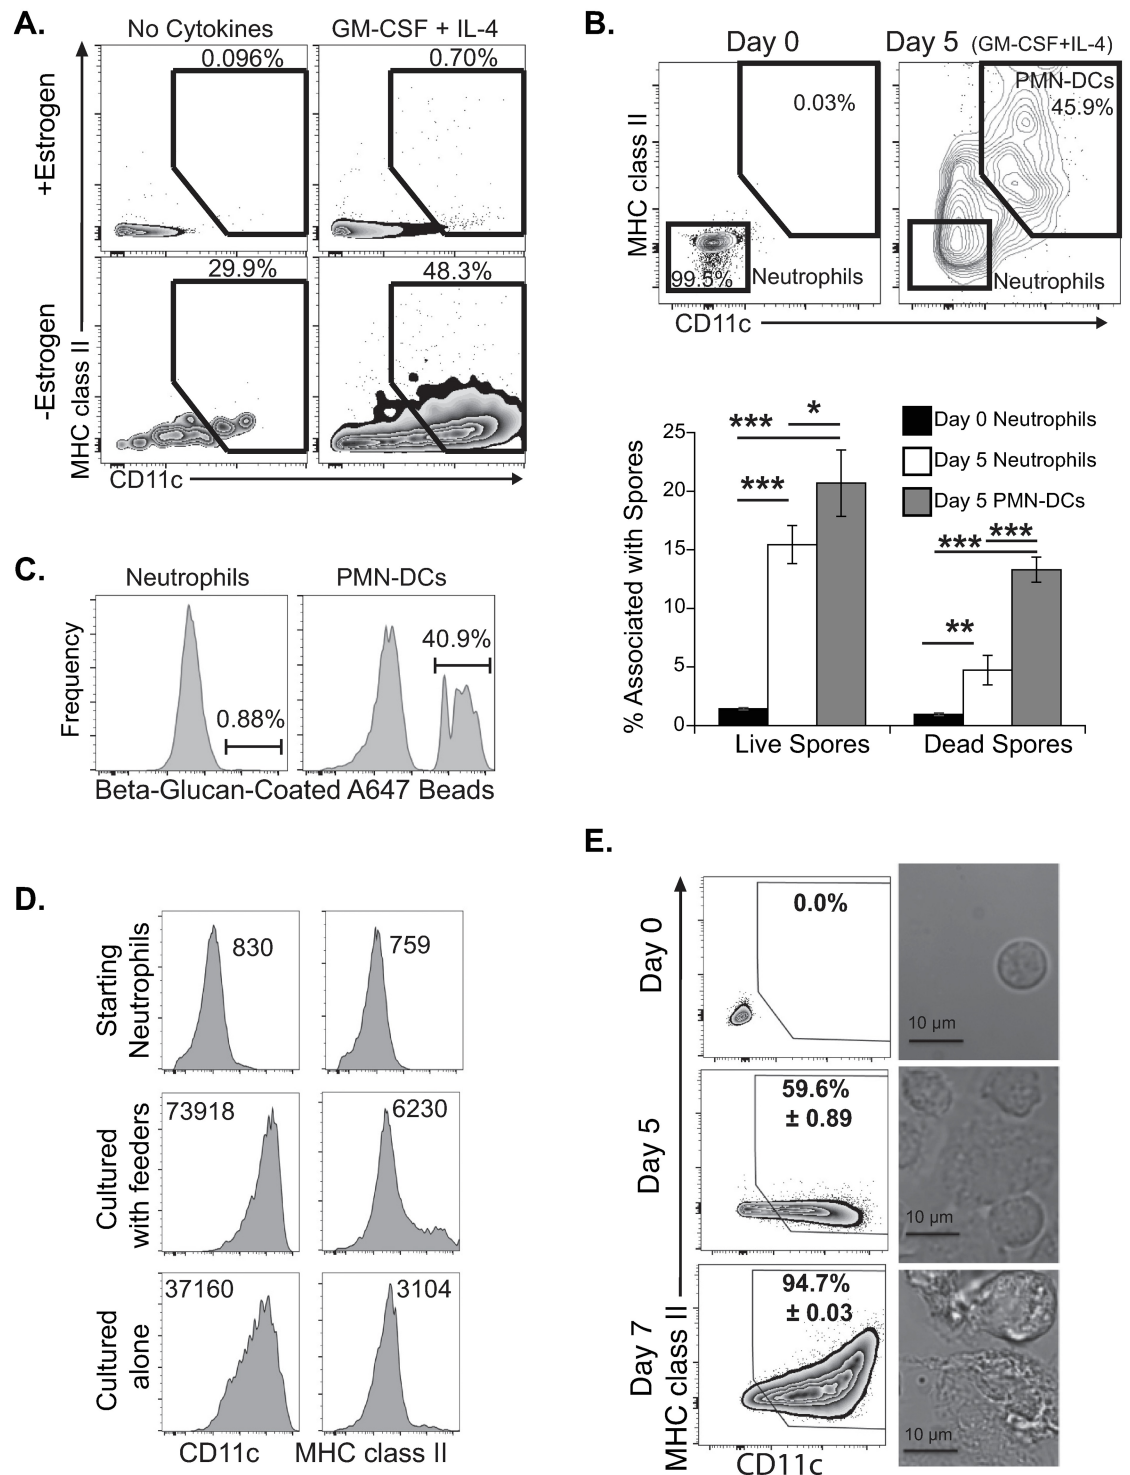 A.
No Cytokines
GM-CSF + IL-4
0.096%
0.70%
+Estrogen
29.9%
48.3%
-Estrogen
MHC class II
CD11c
B.
Day 0
Day 5 (GM-CSF+IL-4)
0.03%
PMN-DCs
45.9%
MHC class II
99.5%
Neutrophils
Neutrophils
CD11c
Day 0 Neutrophils
Day 5 Neutrophils
Day 5 PMN-DCs
*** *
***
*** ***
**
% Associated with Spores
25
20
15
10
5
0
Live Spores
Dead Spores
C.
Neutrophils
PMN-DCs
Frequency
0.88%
40.9%
Beta-Glucan-Coated A647 Beads
D.
Starting
Neutrophils
830
759
Cultured
with feeders
73918
6230
Cultured
alone
37160
3104
CD11c
MHC class II
E.
Day 0
0.0%
10 μm
Day 5
59.6%
± 0.89
10 μm
Day 7
94.7%
± 0.03
10 μm
MHC class II
CD11c